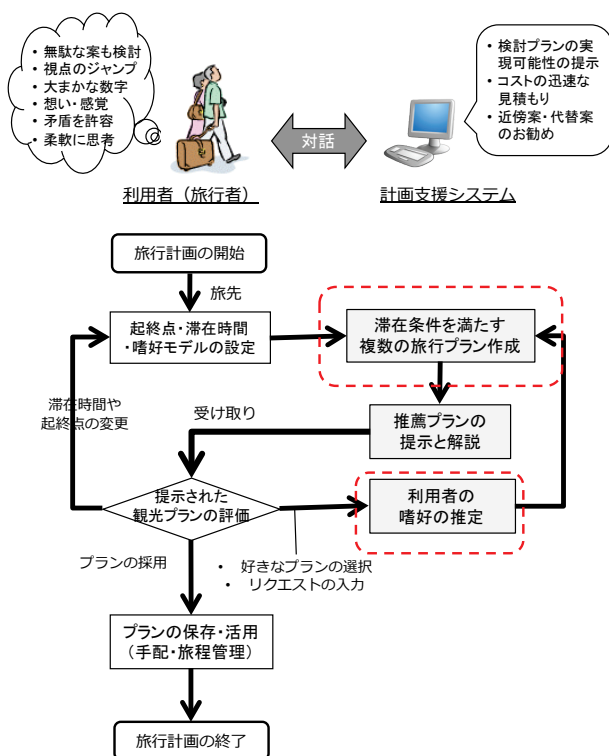 ・ 無駄な案も検討
・ 視点のジャンプ
・ 大まかな数字
・ 想い・感覚
・ 矛盾を許容
・ 柔軟に思考
・ 検討プランの実
現可能性の提示
・ コストの迅速な
見積もり
・ 近傍案・代替案
のお勧め
対話
利用者（旅行者）
計画支援システム
旅行計画の開始
旅先
起終点・滞在時間
・嗜好モデルの設定
滞在条件を満たす
複数の旅行プラン作成
滞在時間や
起終点の変更
受け取り
推薦プランの
提示と解説
提示された
観光プランの評価
利用者の
嗜好の推定
プランの採用
・ 好きなプランの選択
・ リクエストの入力
プランの保存・活用
（手配・旅程管理）
旅行計画の終了